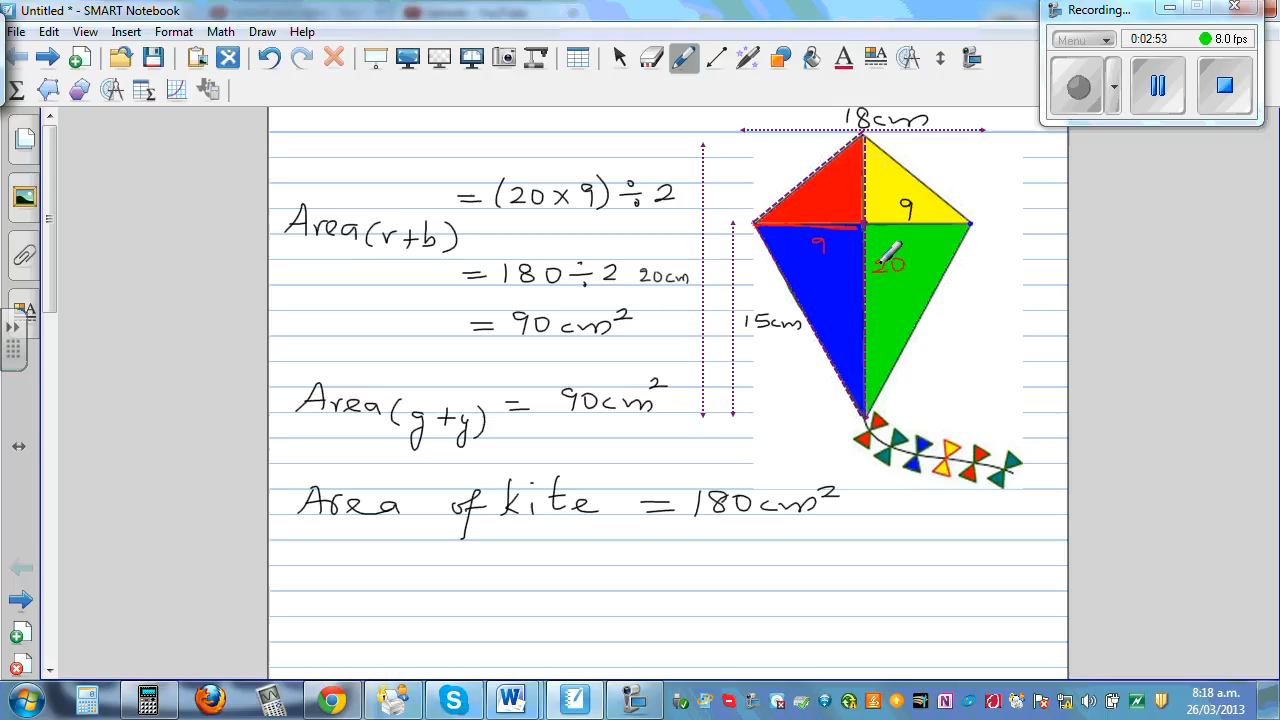 Untitled * - SMART Notebook
Recording...
File Edit View Insert Format Math Draw Help
Menu
0:02:53
8.0 fps
18cm
= (20 x 9) ÷ 2
Area(r+b)
9
9
20
= 180 ÷ 2
20cm
= 90 cm²
15cm
Area(g+y) = 90cm²
Area of kite = 180cm²
8:18 a.m.
26/03/2013